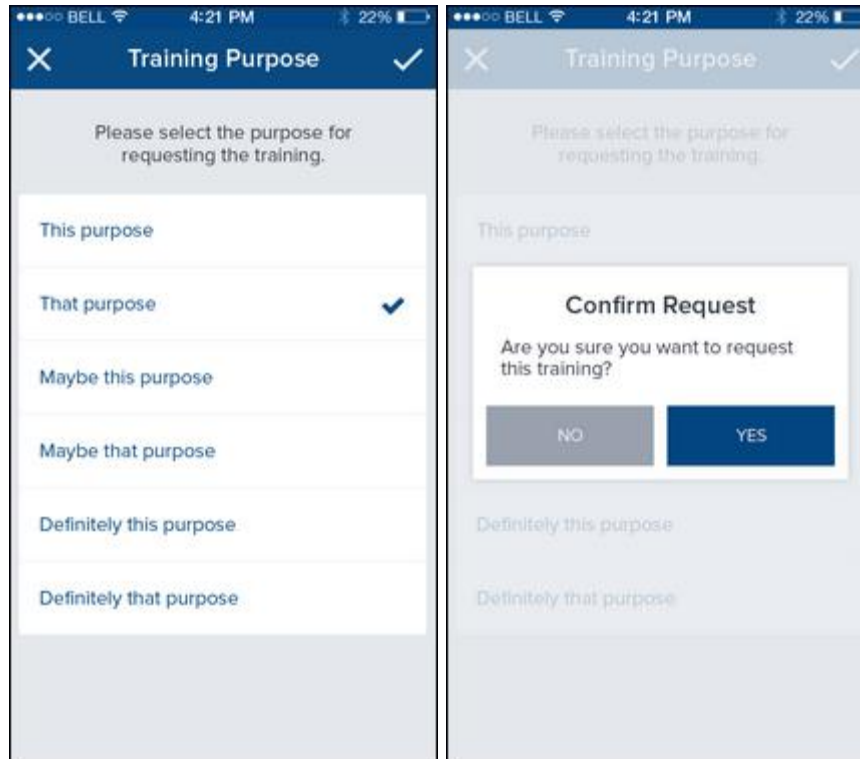 BELL 4:21 PM 22%
Training Purpose
Please select the purpose for
requesting the training.
This purpose
That purpose
Maybe this purpose
Maybe that purpose
Definitely this purpose
Definitely that purpose
BELL 4:21 PM 22%
Training Purpose
Please select the purpose for
requesting the training.
This purpose
Confirm Request
Are you sure you want to request
this training?
NO YES
Definitely this purpose
Definitely that purpose